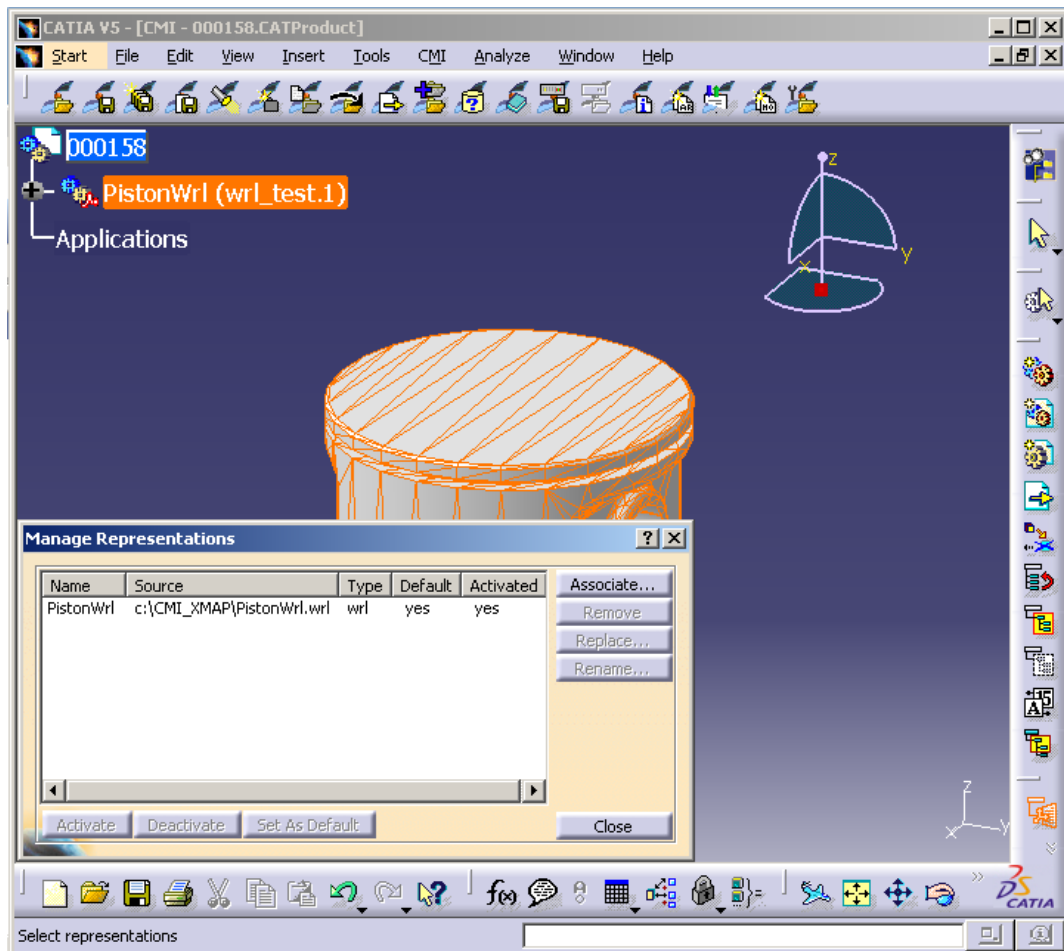 CATIA V5 - [CMI - 000158.CATProduct]
Start File Edit View Insert Tools CMI Analyze Window Help
000158
PistonWrl (wrl_test.1)
Applications
z
y
x
Manage Representations
Name Source Type Default Activated
PistonWrl c:\CMI_XMAP\PistonWrl.wrl wrl yes yes
Associate...
Remove
Replace...
Rename...
Activate Deactivate Set As Default
Close
z
x y
f(x)
DS
CATIA
Select representations